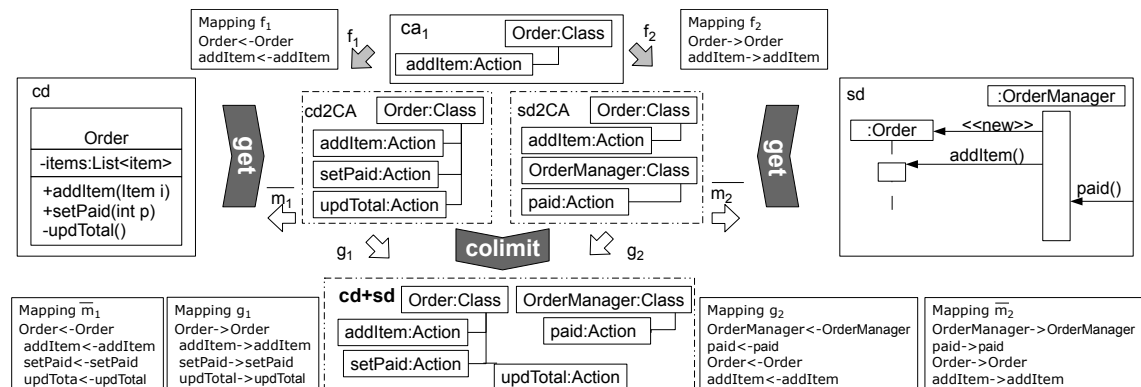 Mapping f1
Order<-Order
addItem<-addItem
f1
ca1
Order:Class
addItem:Action
f2
Mapping f2
Order->Order
addItem->addItem
cd
Order
-items:List<item>
+addItem(Item i)
+setPaid(int p)
-updTotal()
get
m1
cd2CA
Order:Class
addItem:Action
setPaid:Action
updTotal:Action
sd2CA
Order:Class
addItem:Action
OrderManager:Class
paid:Action
m2
get
sd
:OrderManager
:Order
<<new>>
addItem()
paid()
g1
colimit
g2
Mapping m1
Order<-Order
addItem<-addItem
setPaid<-setPaid
updTota<-updTotal
Mapping g1
Order->Order
addItem->addItem
setPaid->setPaid
updTotal->updTotal
cd+sd
Order:Class
OrderManager:Class
addItem:Action
paid:Action
setPaid:Action
updTotal:Action
Mapping g2
OrderManager<-OrderManager
paid<-paid
Order<-Order
addItem<-addItem
Mapping m2
OrderManager->OrderManager
paid->paid
Order->Order
addItem->addItem